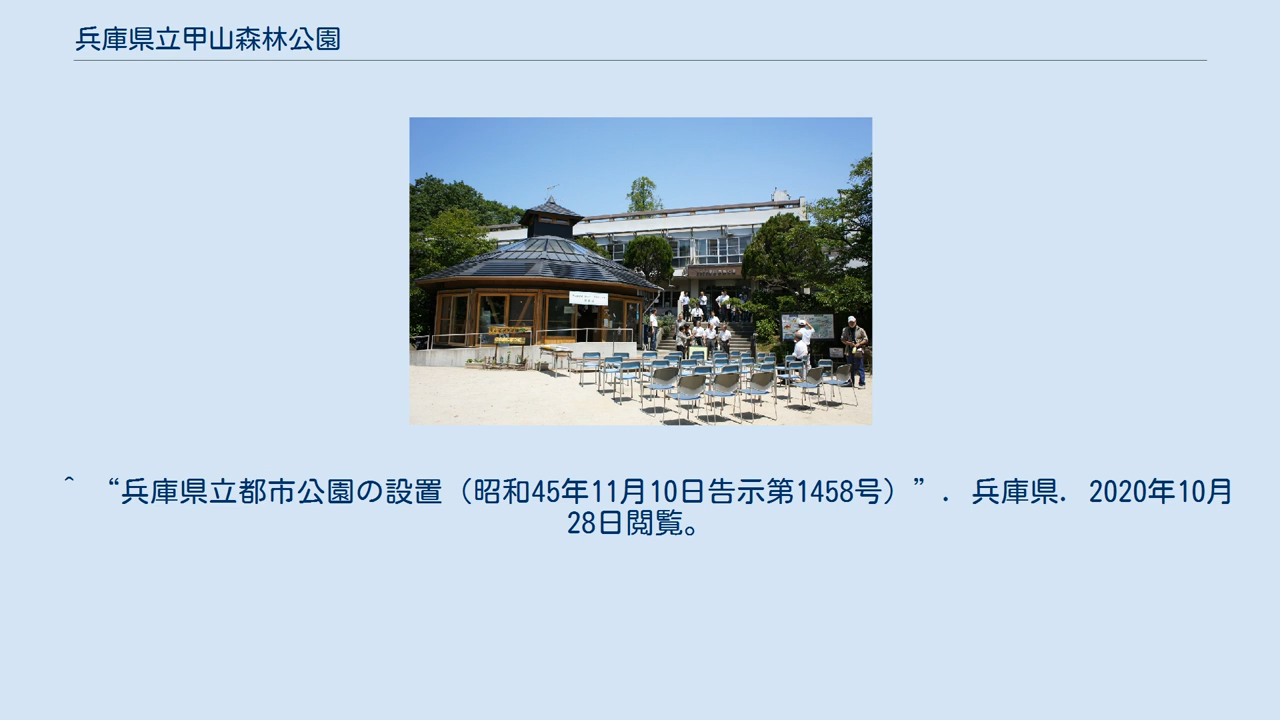 兵庫県立甲山森林公園
^ “兵庫県立都市公園の設置（昭和45年11月10日告示第1458号）”. 兵庫県. 2020年10月
28日閲覧。